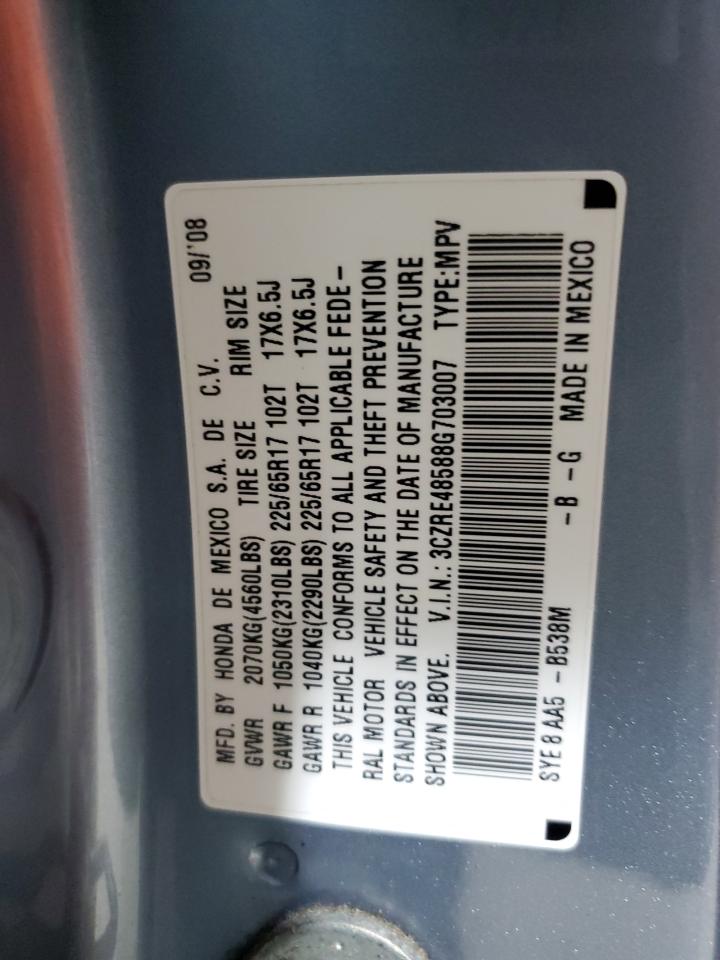 09/'08
MFD. BY HONDA DE MEXICO S.A. DE C.V.
GVWR 2070KG(4560LBS) TIRE SIZE RIM SIZE
GAWR F 1050KG(2310LBS) 225/65R17 102T 17X6.5J
GAWR R 1040KG(2290LBS) 225/65R17 102T 17X6.5J
THIS VEHICLE CONFORMS TO ALL APPLICABLE FEDE-
RAL MOTOR VEHICLE SAFETY AND THEFT PREVENTION
STANDARDS IN EFFECT ON THE DATE OF MANUFACTURE
SHOWN ABOVE. V.I.N.: 3CZRE48588G703007 TYPE:MPV
SYE 8 AA5 -B538M -B -G MADE IN MEXICO